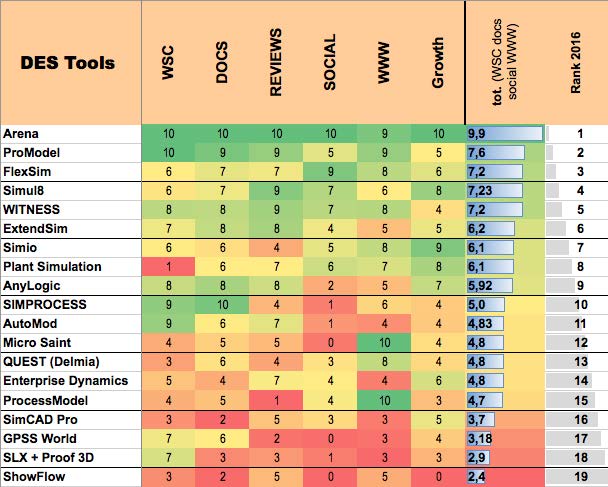 DES Tools WSC DOCS REVIEWS SOCIAL WWW Growth tot. (WSC docs social WWW) Rank 2016
Arena 10 10 10 10 9 10 9,9 1
ProModel 10 9 9 5 9 5 7,6 2
FlexSim 6 7 7 9 8 6 7,2 3
Simul8 6 7 9 7 6 8 7,23 4
WITNESS 8 8 9 7 8 4 7,2 5
ExtendSim 7 8 8 4 5 5 6,2 6
Simio 6 6 4 5 8 9 6,1 7
Plant Simulation 1 6 7 6 7 8 6,1 8
AnyLogic 8 8 8 2 5 7 5,92 9
SIMPROCESS 9 10 4 1 6 4 5,0 10
AutoMod 9 6 7 1 4 4 4,83 11
Micro Saint 4 5 5 0 10 4 4,8 12
QUEST (Delmia) 3 6 4 3 8 4 4,8 13
Enterprise Dynamics 5 4 7 4 4 6 4,8 14
ProcessModel 4 5 1 4 10 3 4,7 15
SimCAD Pro 3 2 5 3 3 5 3,7 16
GPSS World 7 6 2 0 3 4 3,18 17
SLX + Proof 3D 7 3 3 1 3 3 2,9 18
ShowFlow 3 2 5 0 5 0 2,4 19